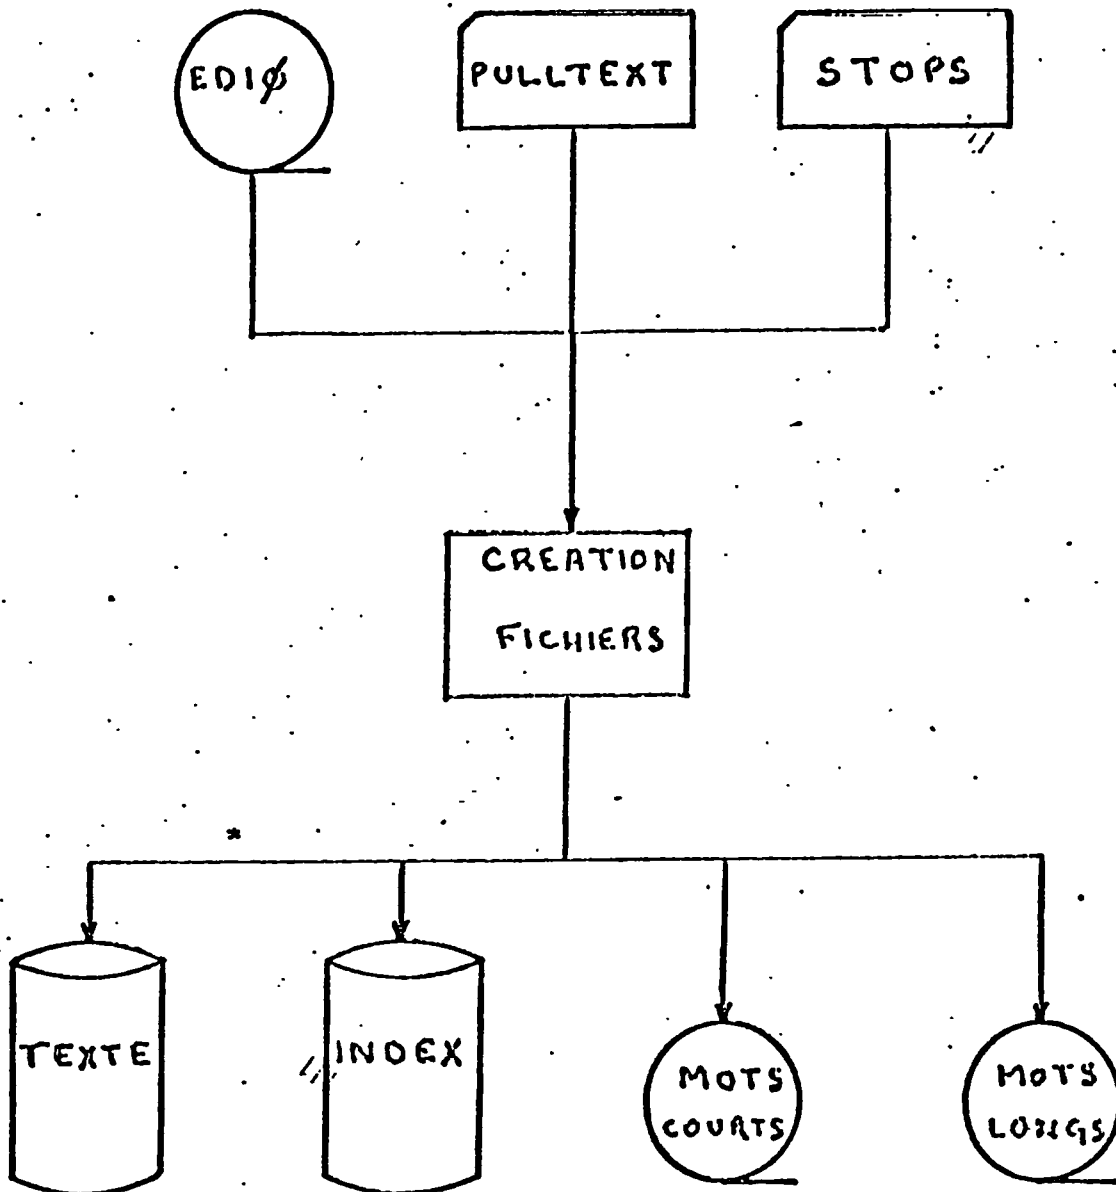 EDIØ
PULLTEXT
STOPS
CREATION
FICHIERS
*
TEXTE
INDEX
MOTS
COURTS
MOTS
LONGS